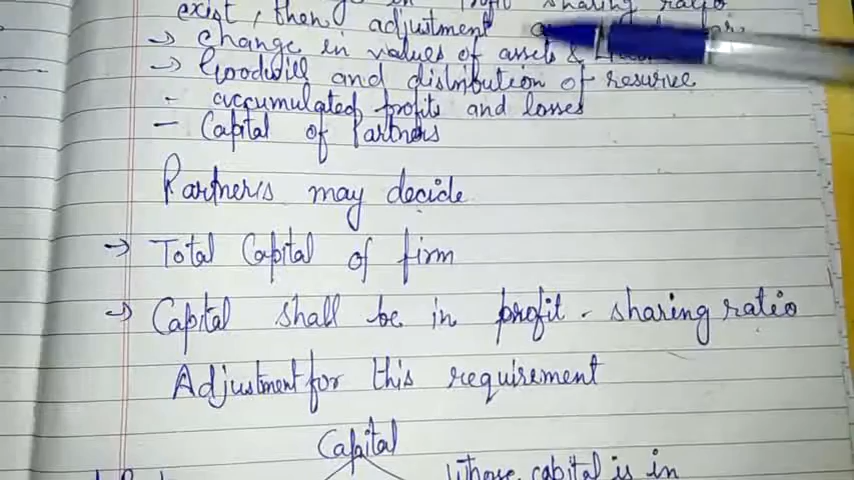 exist, then adjustment
→ change in values of assets &
→ Goodwill and distribution of reserve
- accumulated profits and losses
- Capital of Partners
Partners may decide
→ Total Capital of firm
→ Capital shall be in profit - sharing ratio
Adjustment for this requirement
Capital
Whose capital is in